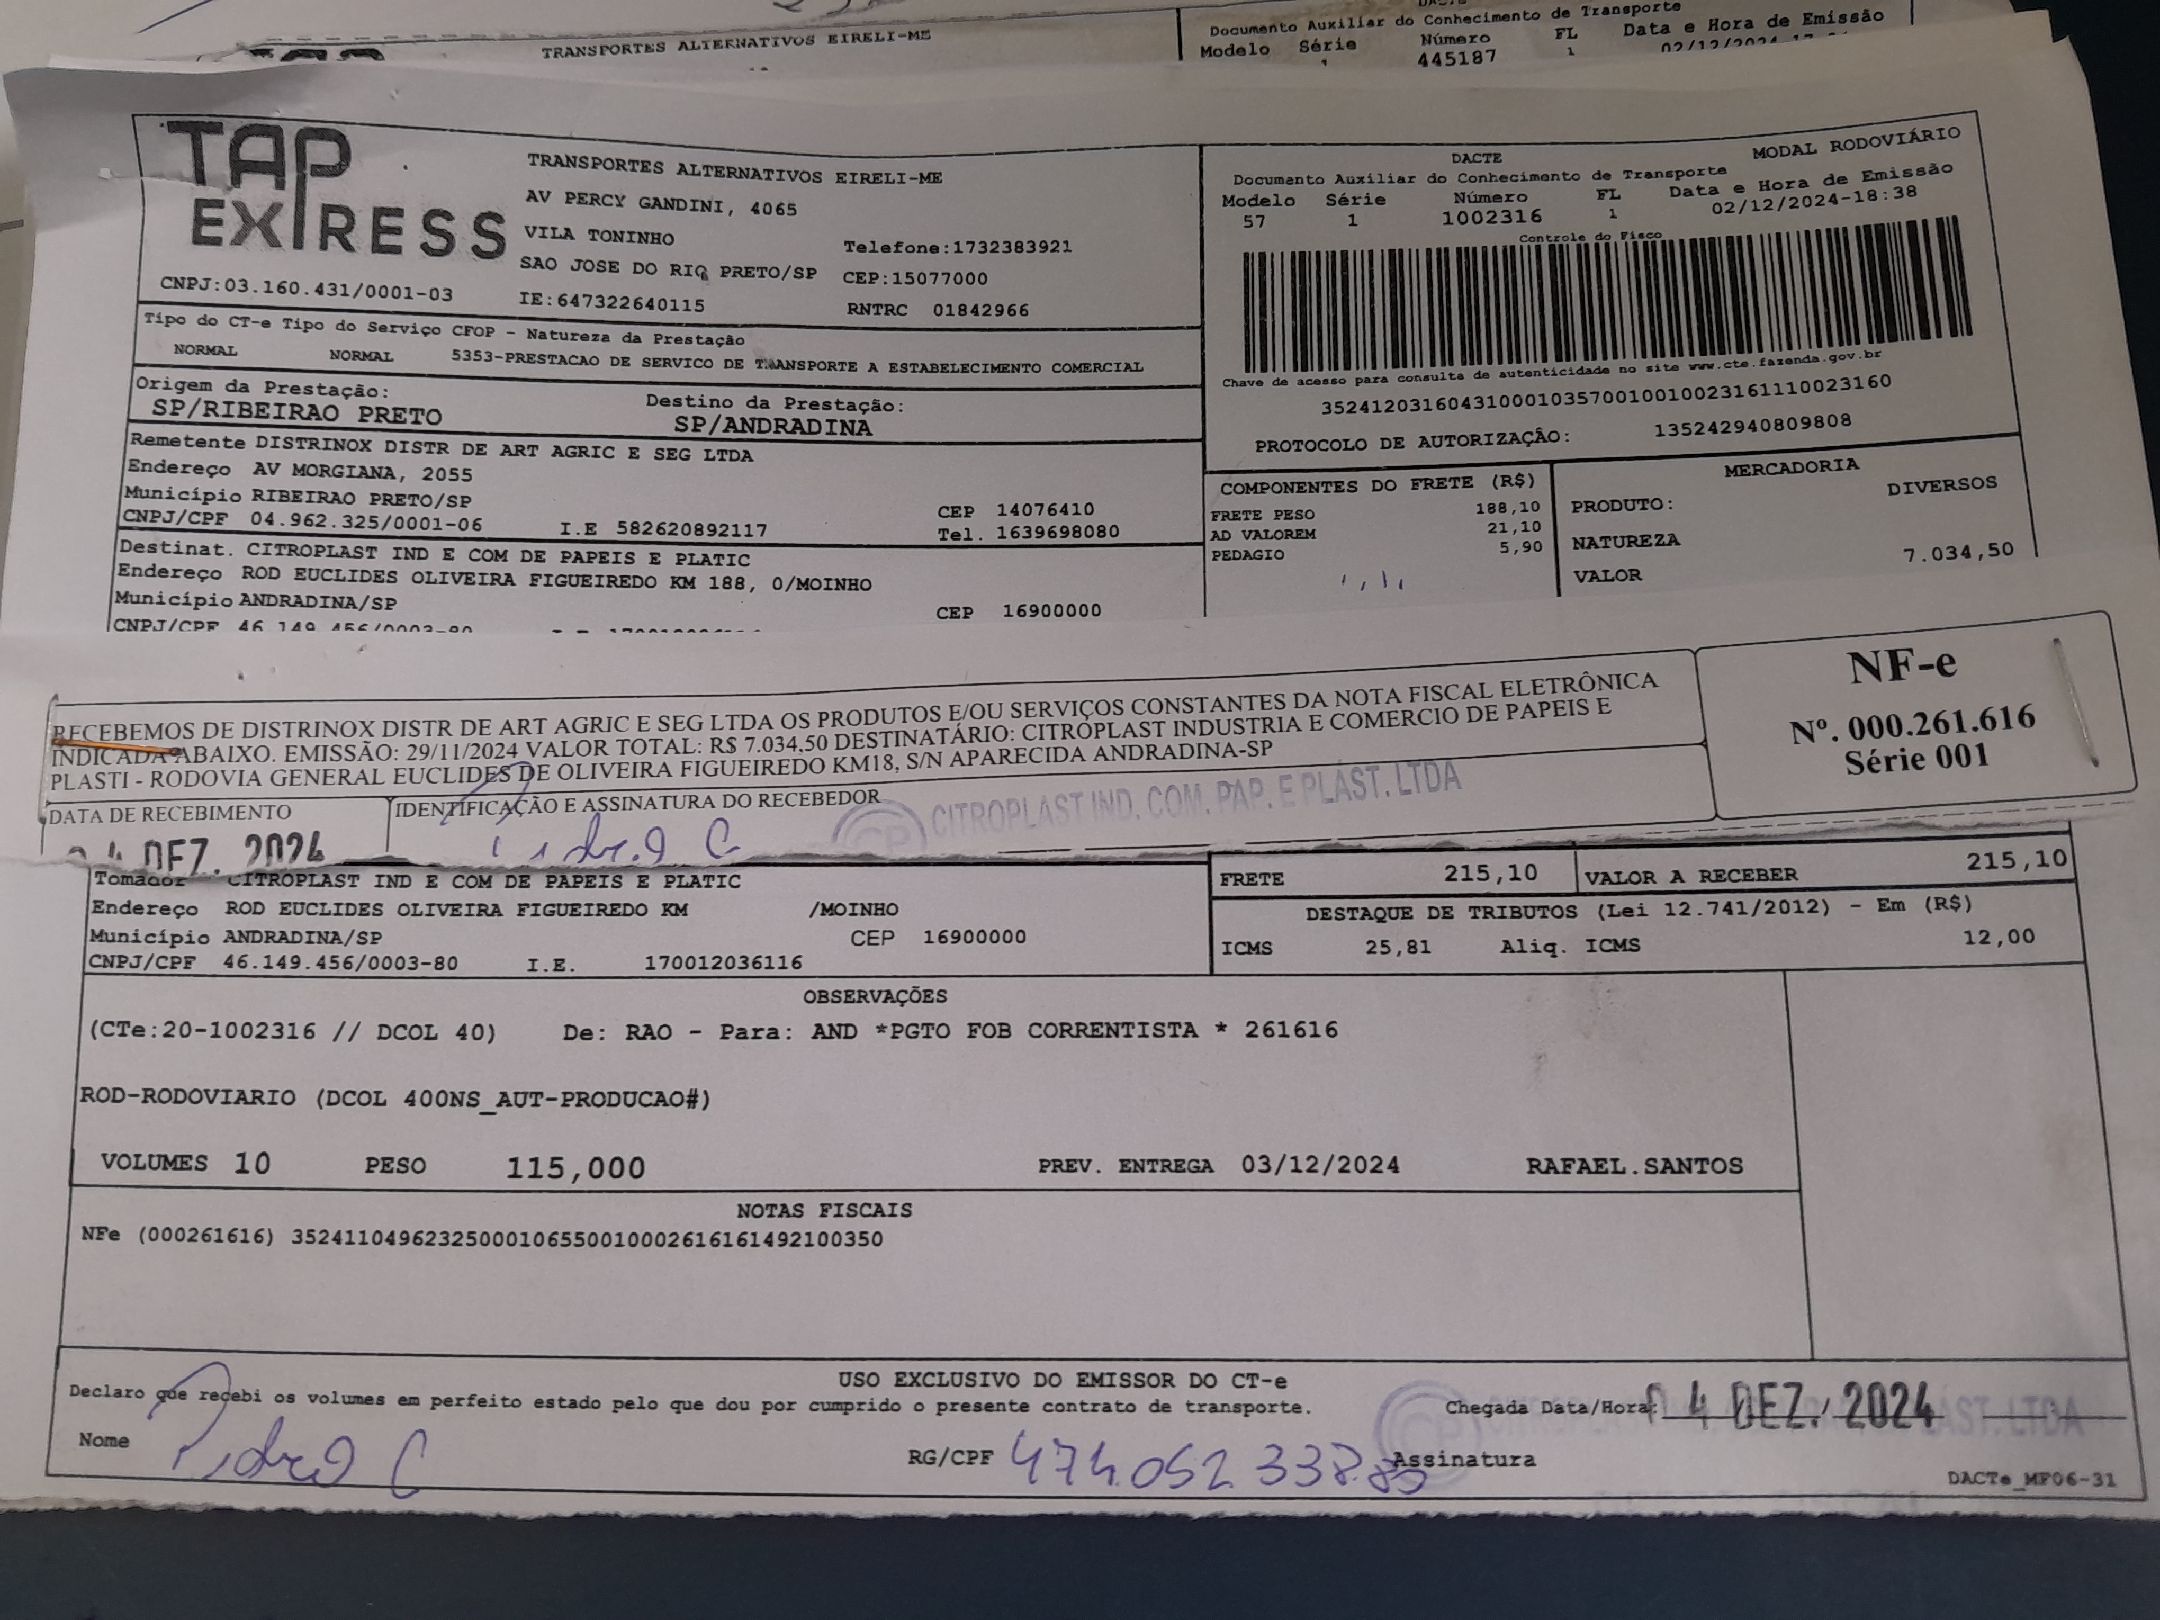 TRANSPORTES ALTERNATIVOS EIRELI-ME
Documento Auxiliar do Conhecimento de Transporte
Modelo Série Número FL Data e Hora de Emissão
1 445187 1 02/12/2024
TAP EXPRESS
TRANSPORTES ALTERNATIVOS EIRELI-ME
AV PERCY GANDINI, 4065
VILA TONINHO Telefone:1732383921
SAO JOSE DO RIO PRETO/SP CEP:15077000
CNPJ:03.160.431/0001-03 IE:647322640115 RNTRC 01842966
DACTE MODAL RODOVIÁRIO
Documento Auxiliar do Conhecimento de Transporte
Modelo Série Número FL Data e Hora de Emissão
57 1 1002316 1 02/12/2024-18:38
Controle do Fisco
Chave de acesso para consulta de autenticidade no site www.cte.fazenda.gov.br
35241203160431000103570010010023161110023160
PROTOCOLO DE AUTORIZAÇÃO: 135242940809808
Tipo do CT-e Tipo do Serviço CFOP - Natureza da Prestação
NORMAL NORMAL 5353-PRESTACAO DE SERVICO DE TRANSPORTE A ESTABELECIMENTO COMERCIAL
Origem da Prestação: Destino da Prestação:
SP/RIBEIRAO PRETO SP/ANDRADINA
Remetente DISTRINOX DISTR DE ART AGRIC E SEG LTDA
Endereço AV MORGIANA, 2055
Município RIBEIRAO PRETO/SP CEP 14076410
CNPJ/CPF 04.962.325/0001-06 I.E 582620892117 Tel. 1639698080
Destinat. CITROPLAST IND E COM DE PAPEIS E PLATIC
Endereço ROD EUCLIDES OLIVEIRA FIGUEIREDO KM 188, 0/MOINHO
Município ANDRADINA/SP CEP 16900000
CNPJ/CPF 46.149.456/0003-80
COMPONENTES DO FRETE (R$)
FRETE PESO 188,10
AD VALOREM 21,10
PEDAGIO 5,90
MERCADORIA
PRODUTO: DIVERSOS
NATUREZA
VALOR 7.034,50
RECEBEMOS DE DISTRINOX DISTR DE ART AGRIC E SEG LTDA OS PRODUTOS E/OU SERVIÇOS CONSTANTES DA NOTA FISCAL ELETRÔNICA
INDICADA ABAIXO. EMISSÃO: 29/11/2024 VALOR TOTAL: R$ 7.034,50 DESTINATÁRIO: CITROPLAST INDUSTRIA E COMERCIO DE PAPEIS E
PLASTI - RODOVIA GENERAL EUCLIDES DE OLIVEIRA FIGUEIREDO KM18, S/N APARECIDA ANDRADINA-SP
DATA DE RECEBIMENTO IDENTIFICAÇÃO E ASSINATURA DO RECEBEDOR
04 DEZ. 2024
CITROPLAST IND. COM. PAP. E PLÁST. LTDA
NF-e
Nº. 000.261.616
Série 001
Tomador CITROPLAST IND E COM DE PAPEIS E PLATIC
Endereço ROD EUCLIDES OLIVEIRA FIGUEIREDO KM /MOINHO
Município ANDRADINA/SP CEP 16900000
CNPJ/CPF 46.149.456/0003-80 I.E. 170012036116
FRETE 215,10 VALOR A RECEBER 215,10
DESTAQUE DE TRIBUTOS (Lei 12.741/2012) - Em (R$)
ICMS 25,81 Aliq. ICMS 12,00
OBSERVAÇÕES
(CTe:20-1002316 // DCOL 40) De: RAO - Para: AND *PGTO FOB CORRENTISTA * 261616
ROD-RODOVIARIO (DCOL 400NS_AUT-PRODUCAO#)
VOLUMES 10 PESO 115,000 PREV. ENTREGA 03/12/2024 RAFAEL.SANTOS
NOTAS FISCAIS
NFe (000261616) 35241104962325000106550010002616161492100350
USO EXCLUSIVO DO EMISSOR DO CT-e
Declaro que recebi os volumes em perfeito estado pelo que dou por cumprido o presente contrato de transporte.
Chegada Data/Hora: 04 DEZ. 2024
Nome RG/CPF 474.052.338.80 Assinatura
DACTe_MF06-31